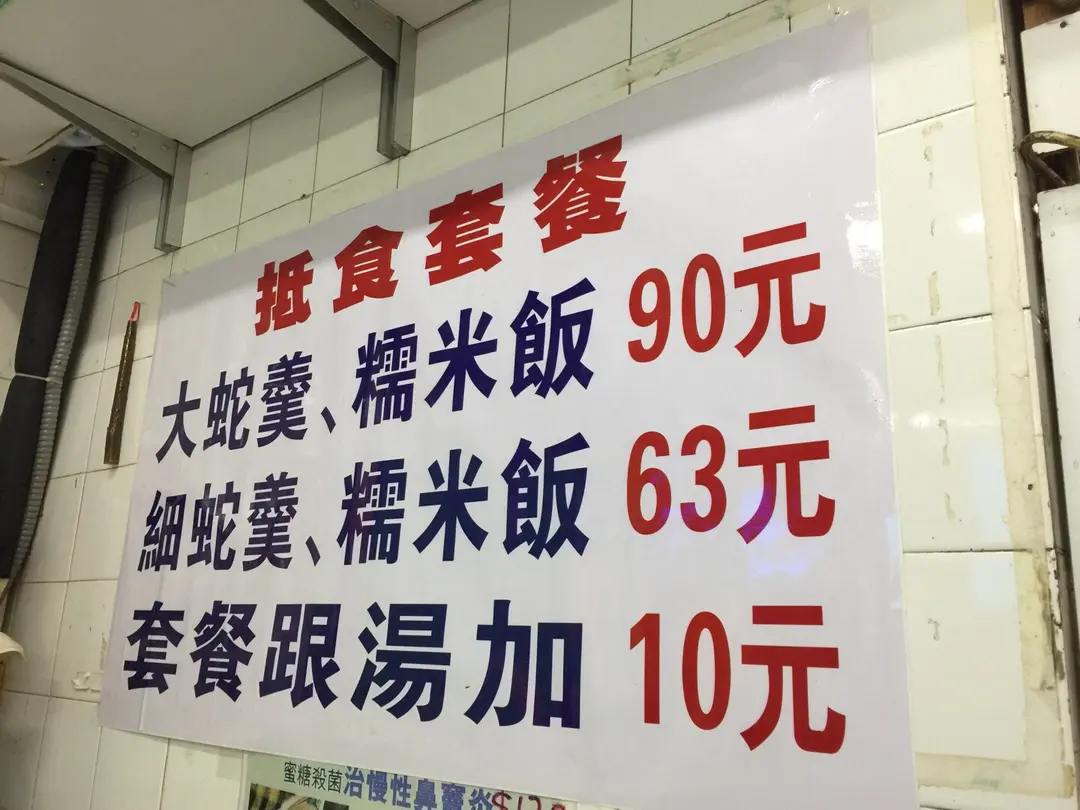 抵食套餐
大蛇羹、糯米飯 90元
細蛇羹、糯米飯 63元
套餐跟湯加 10元
蜜糖殺菌治慢性鼻竇炎